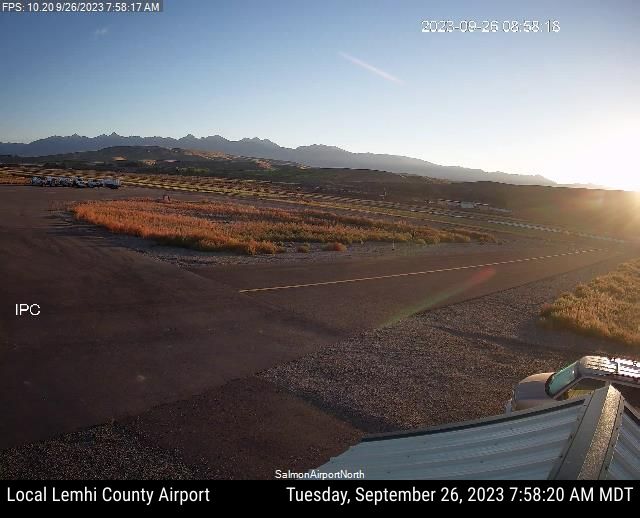 FPS: 10.20 9/26/2023 7:58:17 AM
2023-09-26 08:58:18
IPC
SalmonAirportNorth
Local Lemhi County Airport Tuesday, September 26, 2023 7:58:20 AM MDT